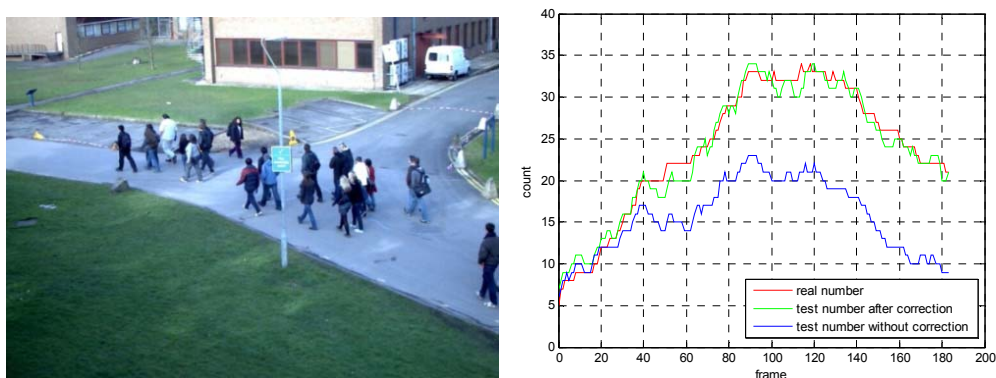 40
35
30
25
20
15
10
5
0
count
real number
test number after correction
test number without correction
0 20 40 60 80 100 120 140 160 180 200
frame